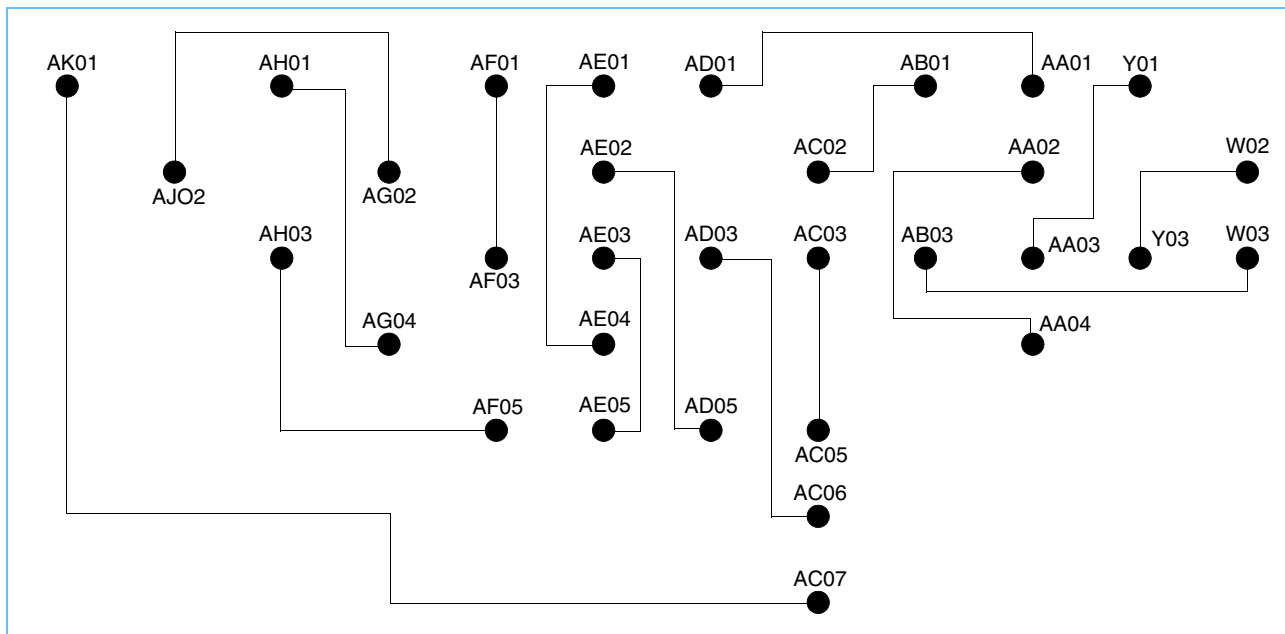 AK01
AH01
AF01
AE01
AD01
AB01
AA01
Y01
AJO2
AG02
AE02
AC02
AA02
W02
AH03
AF03
AE03
AD03
AC03
AB03
AA03
Y03
W03
AG04
AE04
AA04
AF05
AE05
AD05
AC05
AC06
AC07